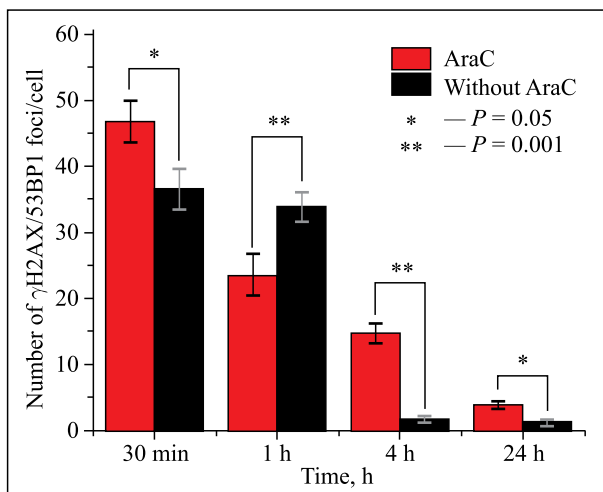 60
50
40
30
20
10
0
Number of γH2AX/53BP1 foci/cell
AraC
Without AraC
* — P = 0.05
** — P = 0.001
*
**
**
*
30 min
1 h
4 h
24 h
Time, h